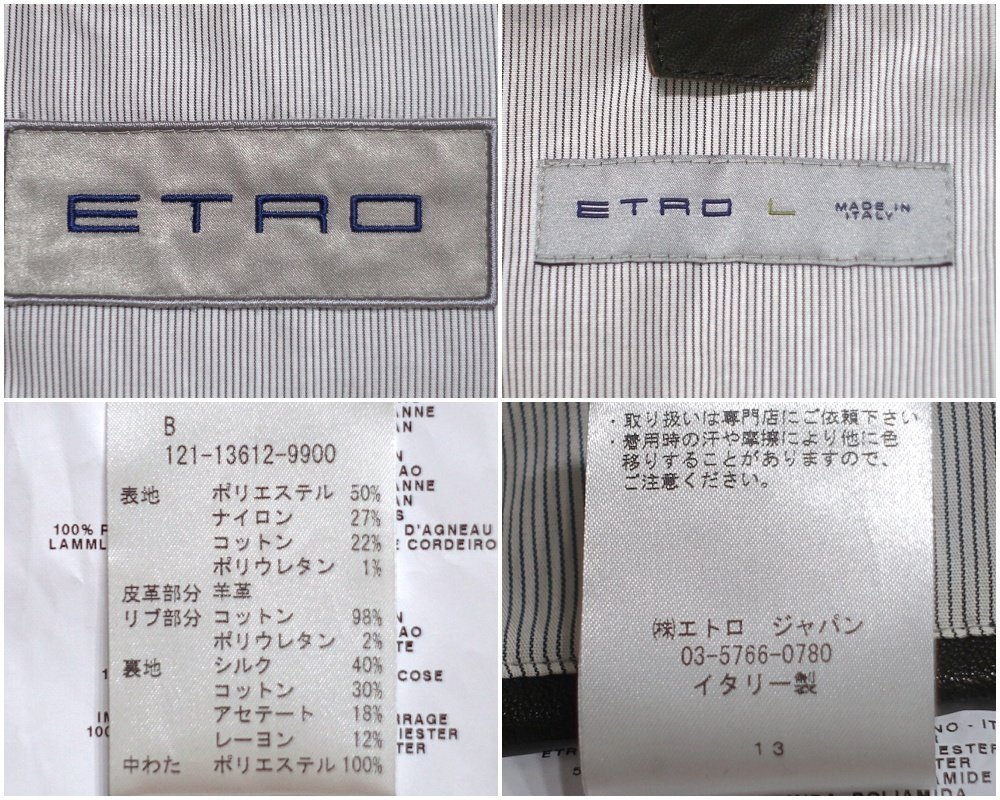 ETRO
ETRO L MADE IN ITALY
B
121-13612-9900
表地 ポリエステル 50%
ナイロン 27%
コットン 22%
ポリウレタン 1%
皮革部分 羊革
リブ部分 コットン 98%
ポリウレタン 2%
裏地 シルク 40%
コットン 30%
アセテート 18%
レーヨン 12%
中わた ポリエステル 100%
100% P
LAMML
D'AGNEAU
CORDEIRO
・取り扱いは専門店にご依頼下さい
・着用時の汗や摩擦により他に色
移りすることがありますので、
ご注意ください。
㈱エトロ ジャパン
03-5766-0780
イタリー製
13